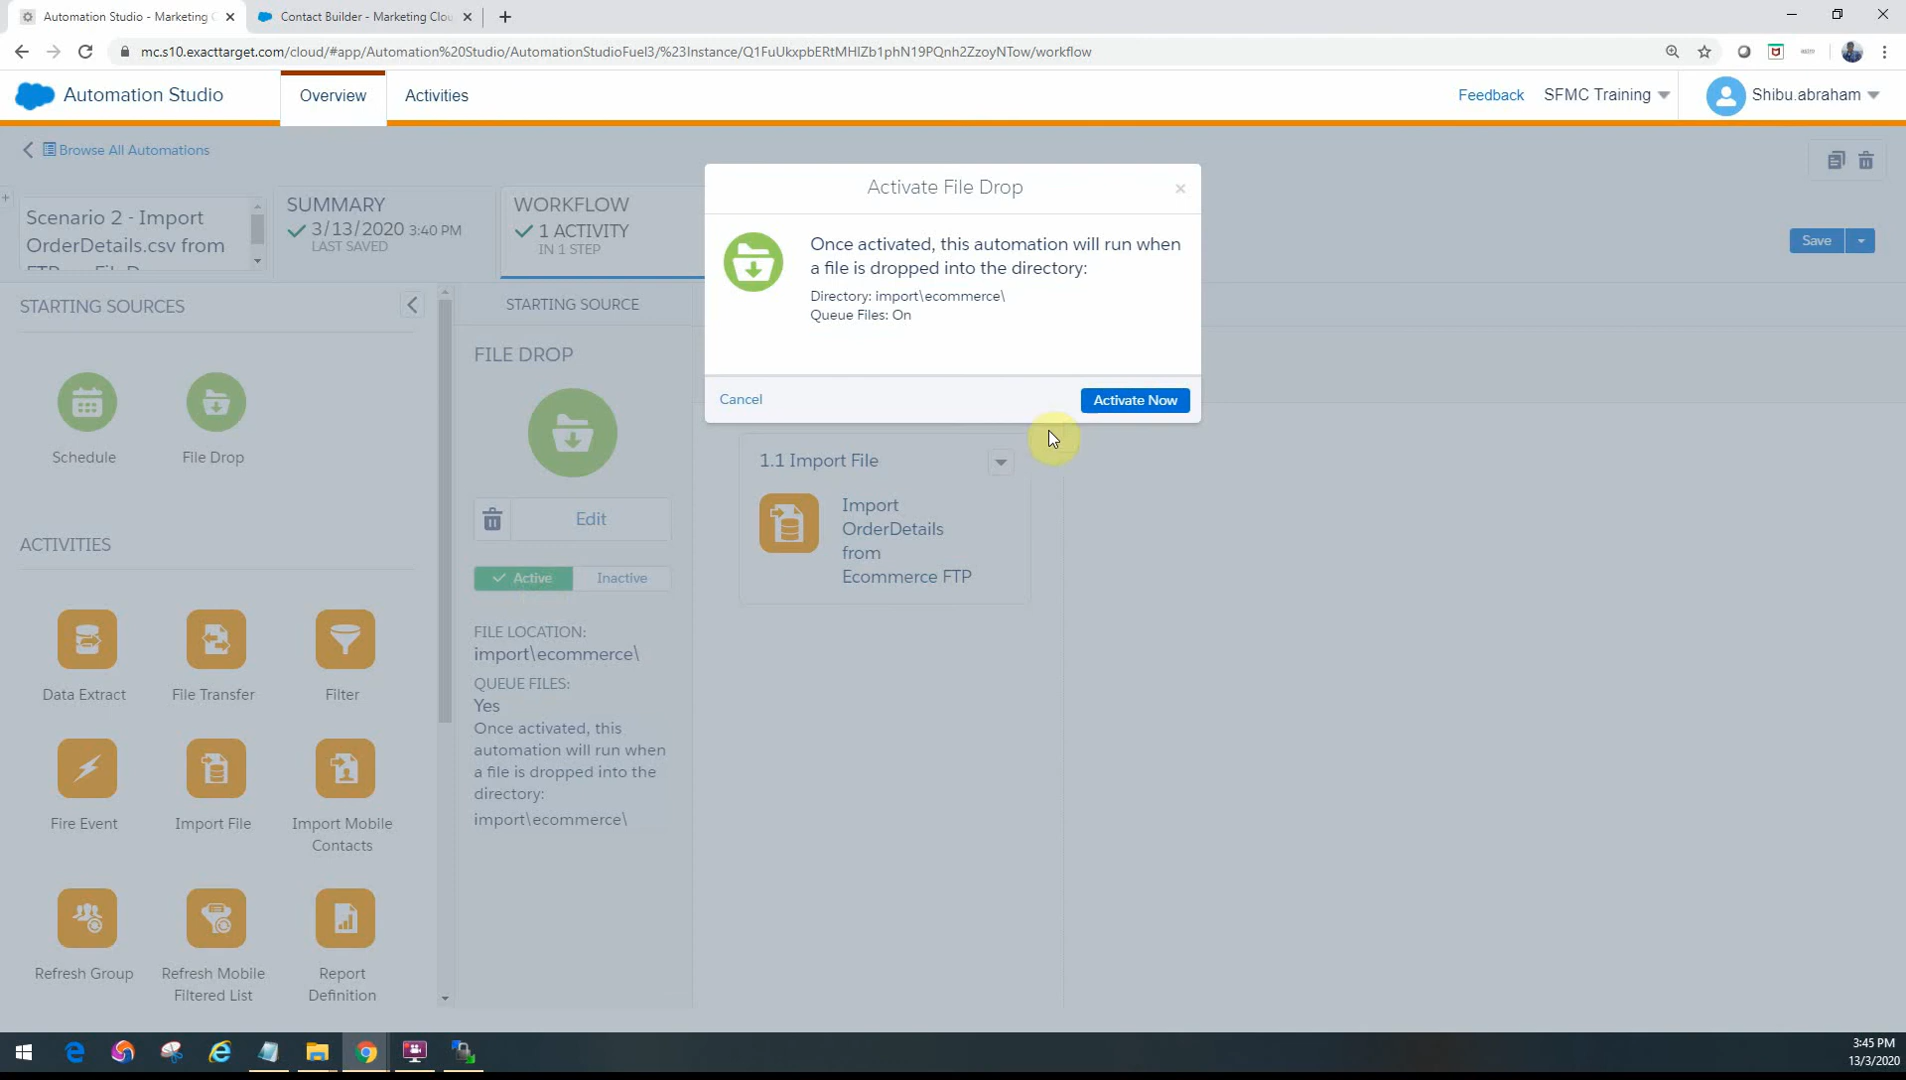 Automation Studio - Marketing C
Contact Builder - Marketing Clou
mc.s10.exacttarget.com/cloud/#app/Automation%20Studio/AutomationStudioFuel3/%23Instance/Q1FuUkxpbERtMHlZb1phN19PQnh2ZzoyNTow/workflow
Automation Studio
Overview
Activities
Feedback
SFMC Training
Shibu.abraham
Browse All Automations
Scenario 2 - Import
OrderDetails.csv from
SUMMARY
3/13/2020 3:40 PM
LAST SAVED
WORKFLOW
1 ACTIVITY
IN 1 STEP
Save
Activate File Drop
Once activated, this automation will run when
a file is dropped into the directory:
Directory: import\ecommerce\
Queue Files: On
Cancel
Activate Now
STARTING SOURCES
Schedule
File Drop
ACTIVITIES
Data Extract
File Transfer
Filter
Fire Event
Import File
Import Mobile
Contacts
Refresh Group
Refresh Mobile
Filtered List
Report
Definition
STARTING SOURCE
FILE DROP
Edit
Active
Inactive
FILE LOCATION:
import\ecommerce\
QUEUE FILES:
Yes
Once activated, this
automation will run when
a file is dropped into the
directory:
import\ecommerce\
1.1 Import File
Import
OrderDetails
from
Ecommerce FTP
3:45 PM
13/3/2020